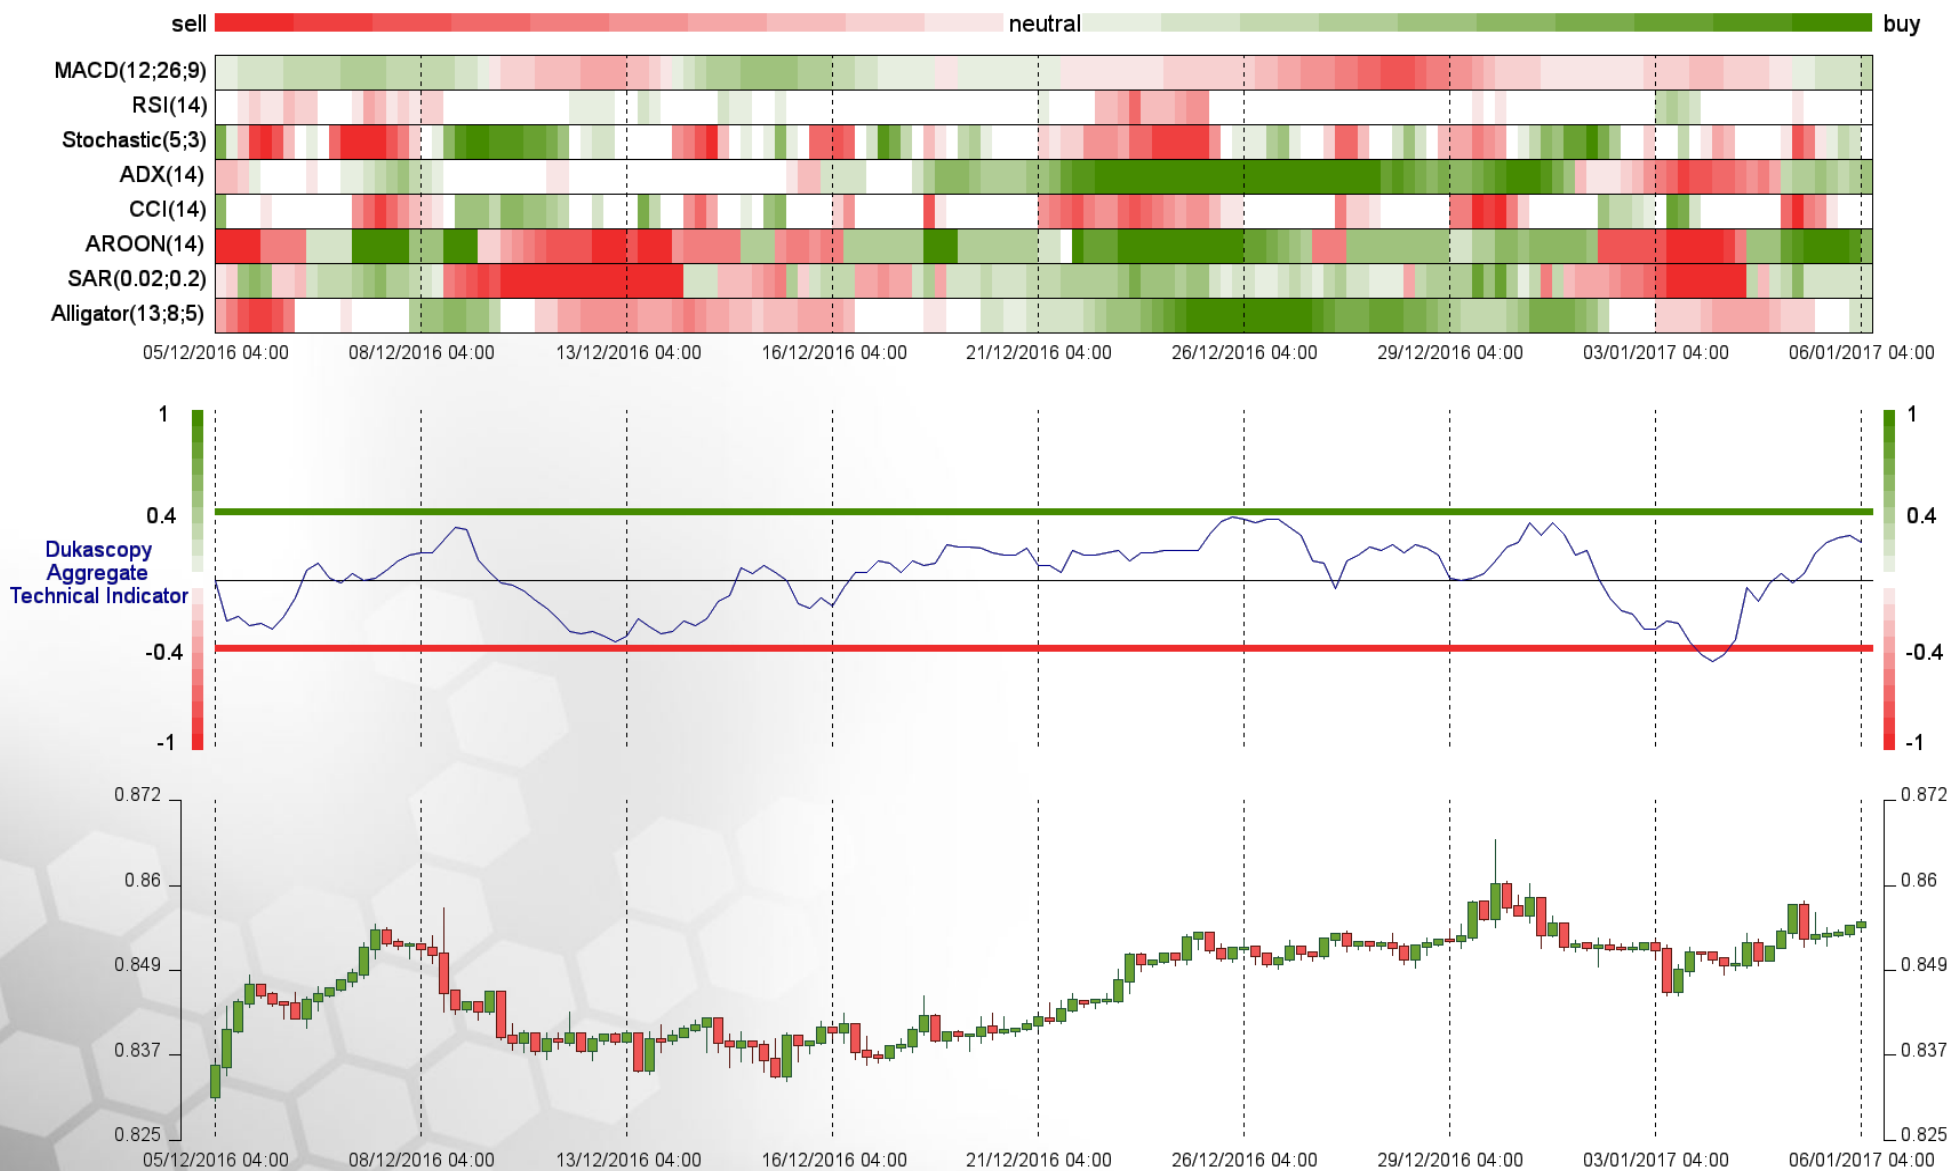 sell neutral buy
MACD(12;26;9)
RSI(14)
Stochastic(5;3)
ADX(14)
CCI(14)
AROON(14)
SAR(0.02;0.2)
Alligator(13;8;5)
05/12/2016 04:00 08/12/2016 04:00 13/12/2016 04:00 16/12/2016 04:00 21/12/2016 04:00 26/12/2016 04:00 29/12/2016 04:00 03/01/2017 04:00 06/01/2017 04:00
1 1
0.4 0.4
Dukascopy
Aggregate
Technical Indicator
-0.4 -0.4
-1 -1
0.872 0.872
0.86 0.86
0.849 0.849
0.837 0.837
0.825 0.825
05/12/2016 04:00 08/12/2016 04:00 13/12/2016 04:00 16/12/2016 04:00 21/12/2016 04:00 26/12/2016 04:00 29/12/2016 04:00 03/01/2017 04:00 06/01/2017 04:00